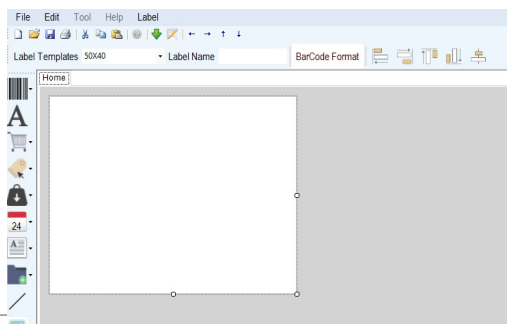 File Edit Tool Help Label
Label Templates 50X40 Label Name BarCode Format
Home
A
24
A